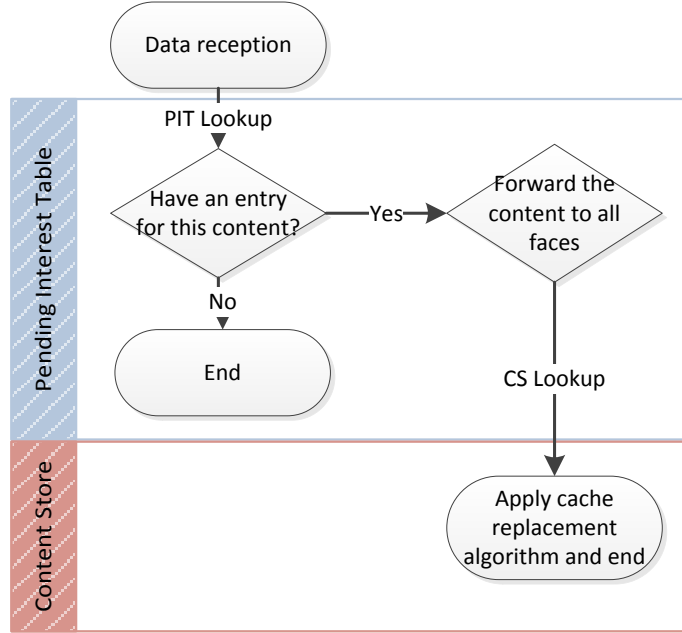 Data reception
Pending Interest Table
PIT Lookup
Have an entry
for this content?
Yes
Forward the
content to all
faces
No
End
CS Lookup
Content Store
Apply cache
replacement
algorithm and end